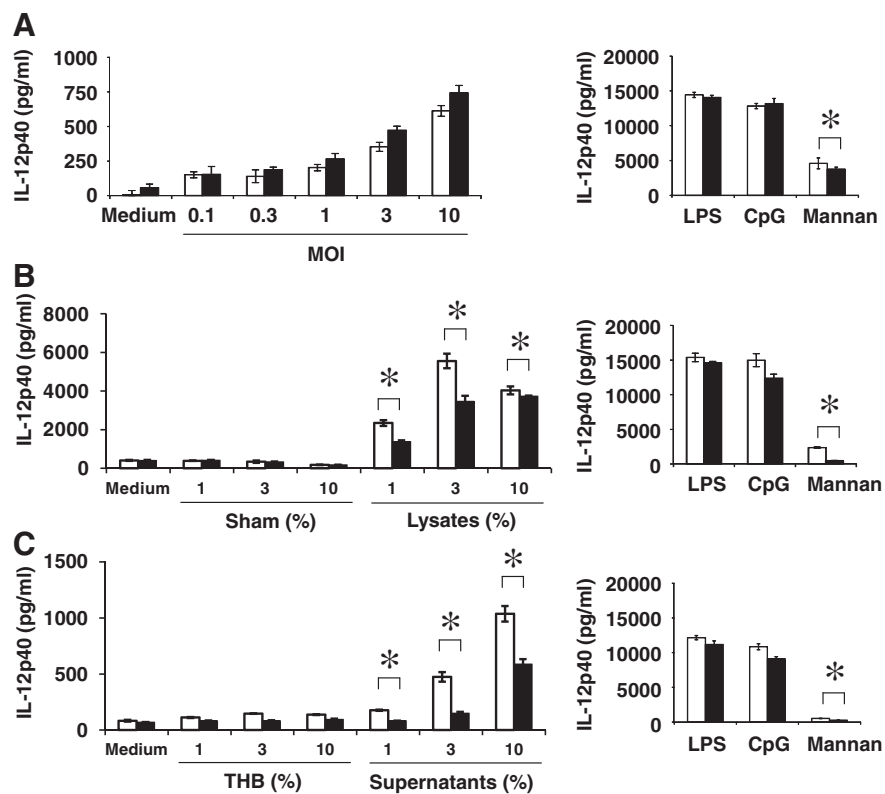 A
IL-12p40 (pg/ml)
1000
750
500
250
0
Medium 0.1 0.3 1 3 10
MOI
IL-12p40 (pg/ml)
20000
15000
10000
5000
0
*
LPS CpG Mannan
B
IL-12p40 (pg/ml)
8000
6000
4000
2000
0
* * *
Medium 1 3 10 1 3 10
Sham (%) Lysates (%)
IL-12p40 (pg/ml)
20000
15000
10000
5000
0
*
LPS CpG Mannan
C
IL-12p40 (pg/ml)
1500
1000
500
0
* * *
Medium 1 3 10 1 3 10
THB (%) Supernatants (%)
IL-12p40 (pg/ml)
20000
15000
10000
5000
0
*
LPS CpG Mannan